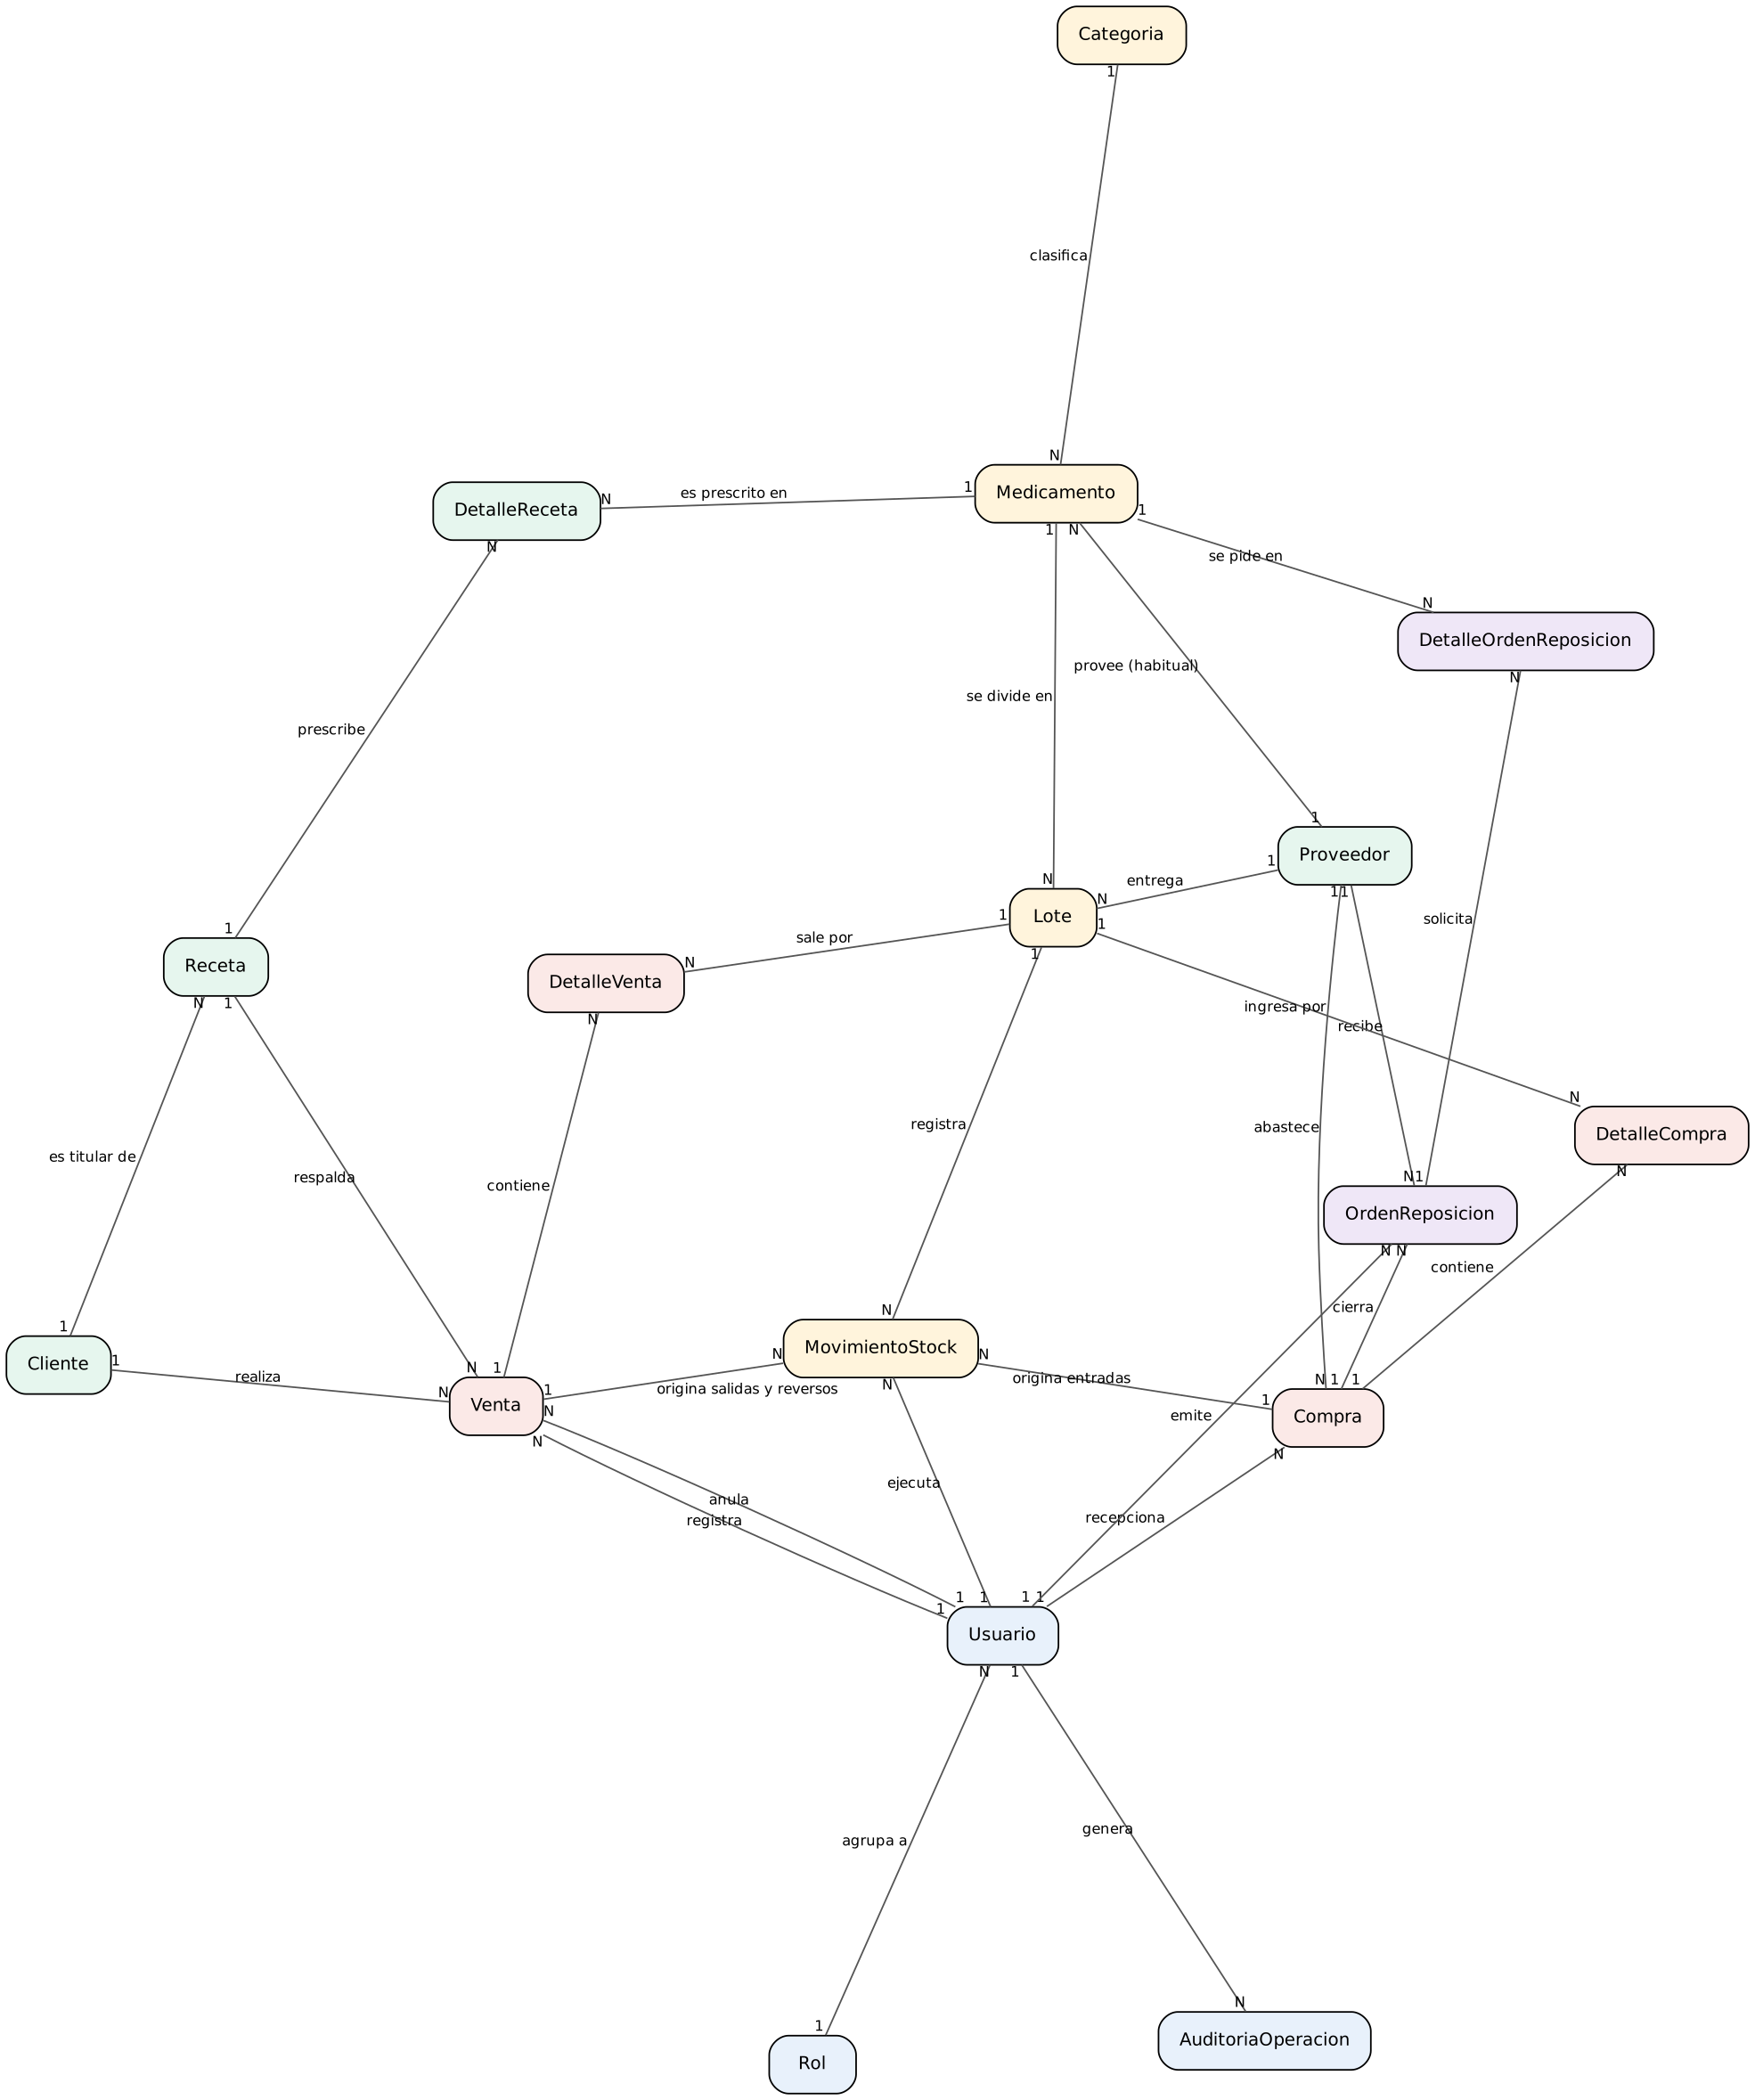 Categoria
1
clasifica
N
Medicamento
1
es prescrito en
N
DetalleReceta
1
N
1
se pide en
N
DetalleOrdenReposicion
N
N
provee (habitual)
se divide en
prescribe
1
Proveedor
1
entrega
N
N
Lote
1
1
1
1
1
sale por
N
DetalleVenta
N
1
Receta
N
1
solicita
ingresa por
recibe
N
DetalleCompra
N
registra
abastece
es titular de
respalda
contiene
N
1
OrdenReposicion
N
N
contiene
cierra
N
MovimientoStock
N
N
N
origina salidas y reversos
origina entradas
1
Cliente
1
realiza
N
N
1
Venta
1
N
N
N
1
1
1
Compra
N
emite
ejecuta
anula
registra
recepciona
1
1
1
1
1
Usuario
N
1
agrupa a
genera
N
AuditoriaOperacion
1
Rol